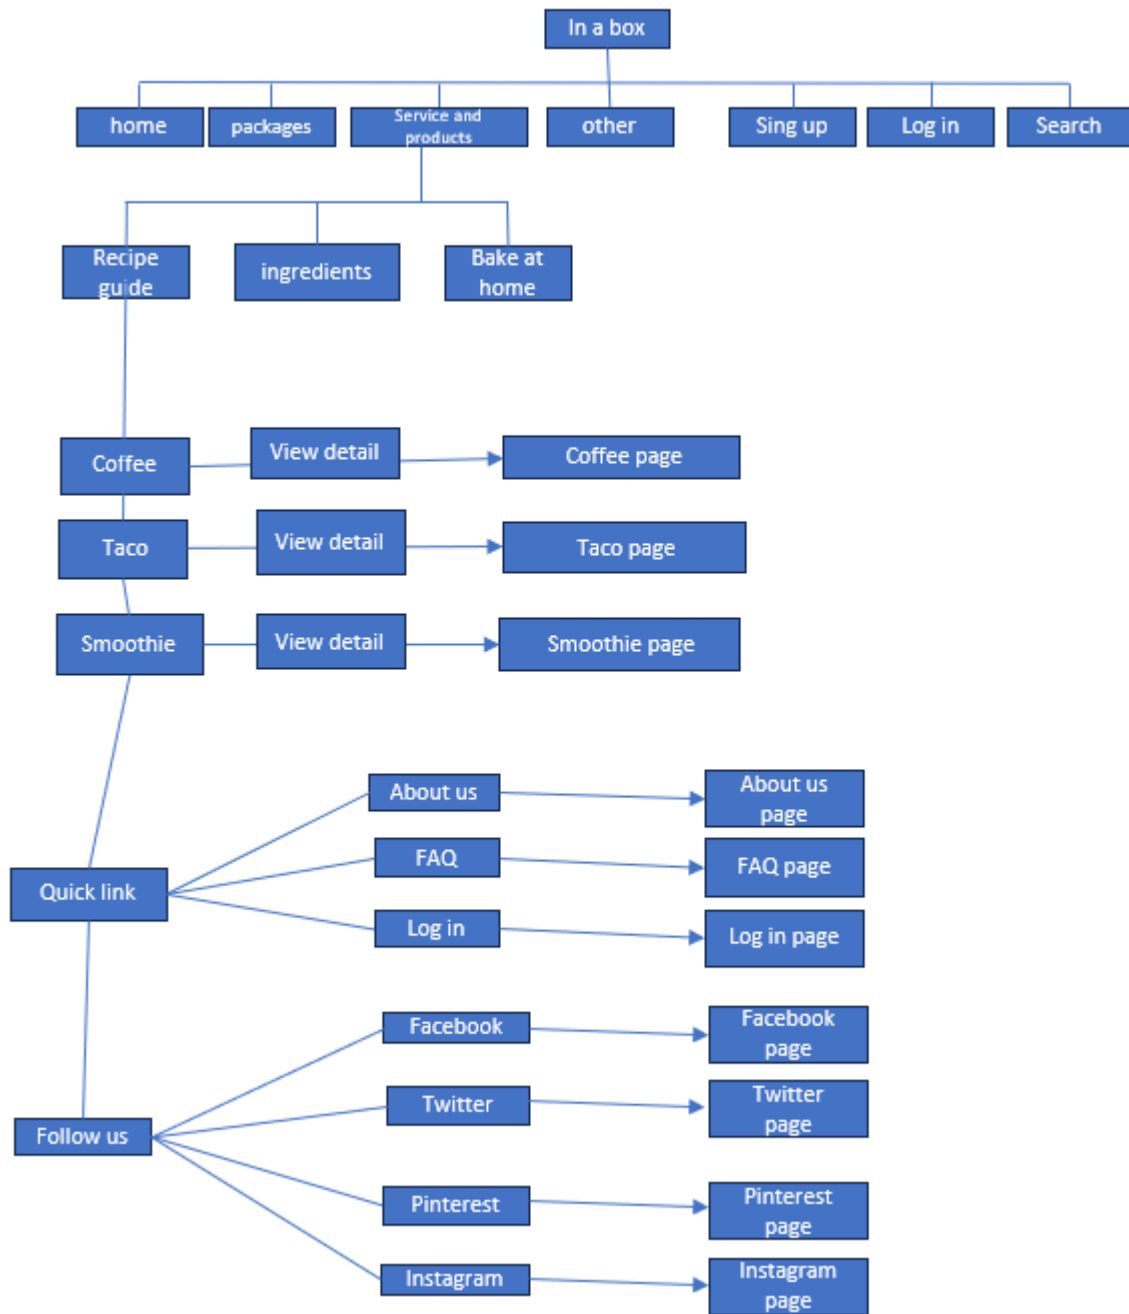 In a box
home
packages
Service and
products
other
Sing up
Log in
Search
Recipe
guide
ingredients
Bake at
home
Coffee
View detail
Coffee page
Taco
View detail
Taco page
Smoothie
View detail
Smoothie page
About us
About us
page
FAQ
FAQ page
Quick link
Log in
Log in page
Facebook
Facebook
page
Twitter
Twitter
page
Follow us
Pinterest
Pinterest
page
Instagram
Instagram
page